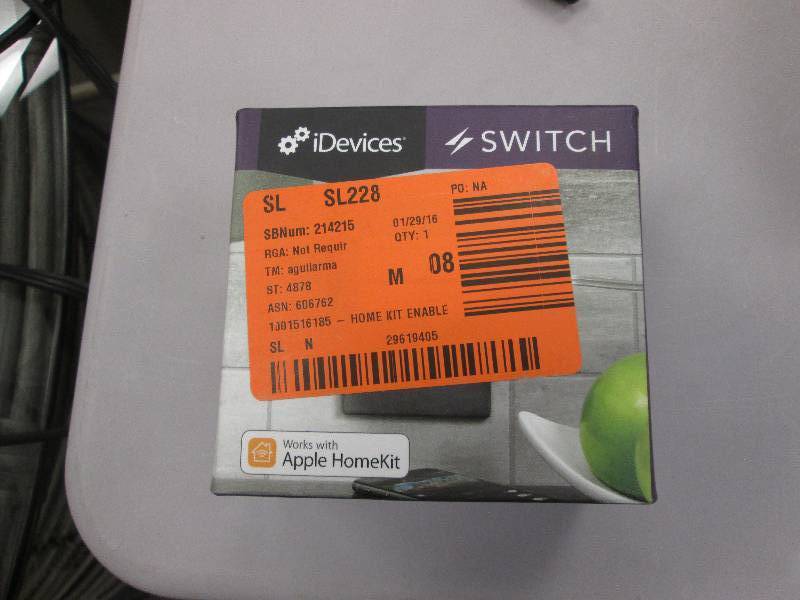 iDevices
SWITCH
SL SL228 PO: NA
SBNum: 214215 01/29/16
RGA: Not Requir QTY: 1
TM: aguilarma M 08
ST: 4878
ASN: 606762
1001516185 - HOME KIT ENABLE
SL N 29619405
Works with
Apple HomeKit